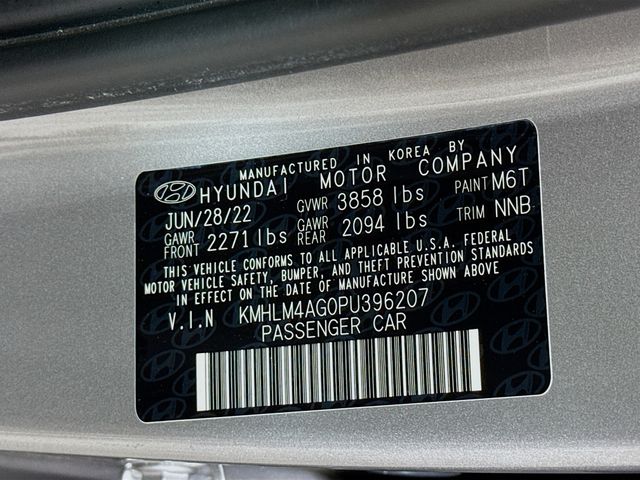 MANUFACTURED IN KOREA BY
HYUNDAI MOTOR COMPANY
JUN/28/22 GVWR 3858 lbs PAINT M6T
GAWR FRONT 2271 lbs GAWR REAR 2094 lbs TRIM NNB
THIS VEHICLE CONFORMS TO ALL APPLICABLE U.S.A. FEDERAL
MOTOR VEHICLE SAFETY, BUMPER, AND THEFT PREVENTION STANDARDS
IN EFFECT ON THE DATE OF MANUFACTURE SHOWN ABOVE
V.I.N KMHLM4AG0PU396207
PASSENGER CAR